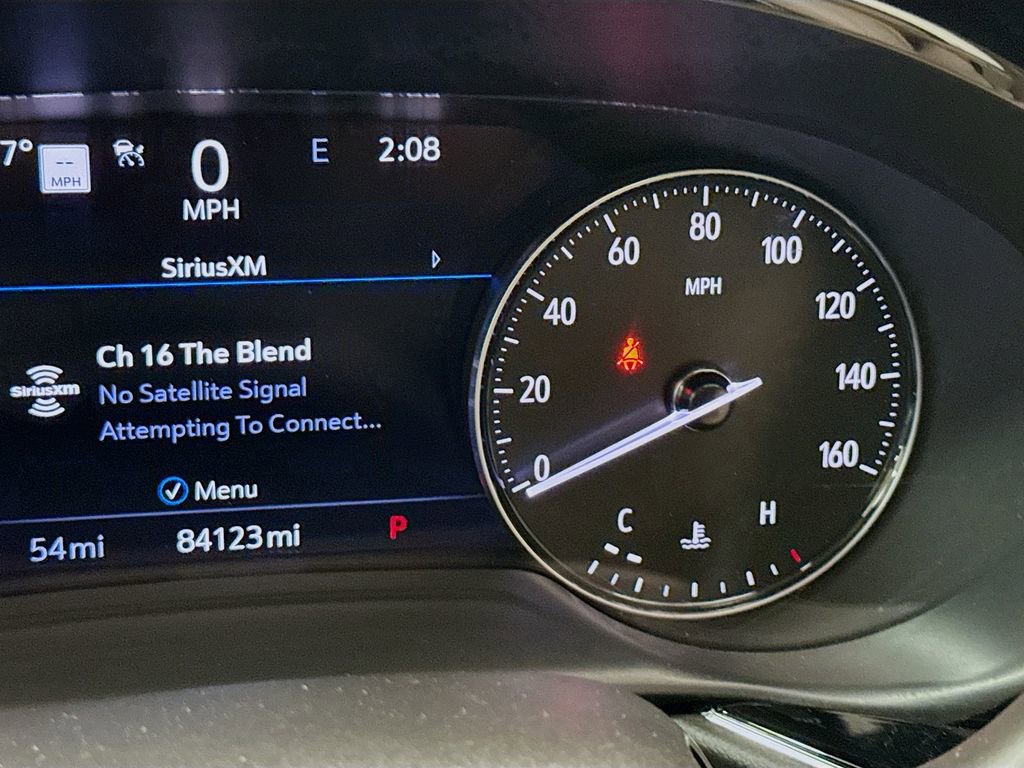 7° -- MPH 0 E 2:08
MPH
SiriusXM
Ch 16 The Blend
siriusxm No Satellite Signal
Attempting To Connect...
Menu
54mi 84123mi P
0
20
40
60
80
100
120
140
160
MPH
C H